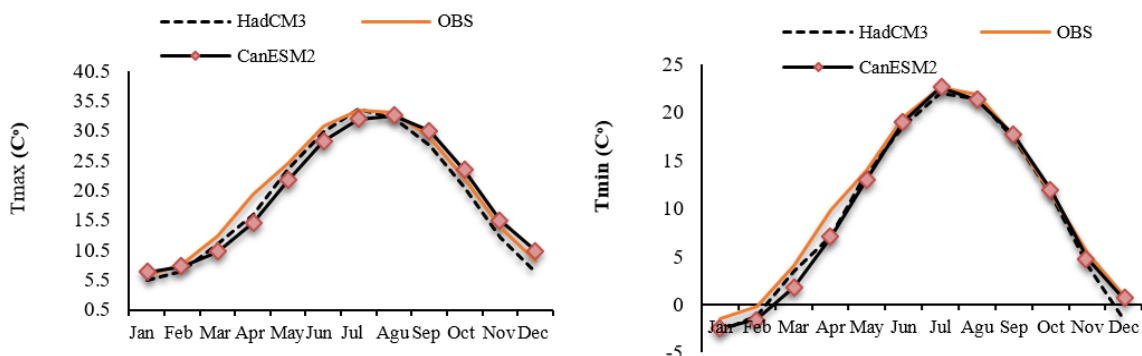 HadCM3 OBS
CanESM2
40.5
35.5
30.5
25.5
20.5
15.5
10.5
5.5
0.5
Tmax (C°)
Jan Feb Mar Apr May Jun Jul Agu Sep Oct Nov Dec
HadCM3 OBS
CanESM2
25
20
15
10
5
0
-5
Tmin (C°)
Jan Feb Mar Apr May Jun Jul Agu Sep Oct Nov Dec